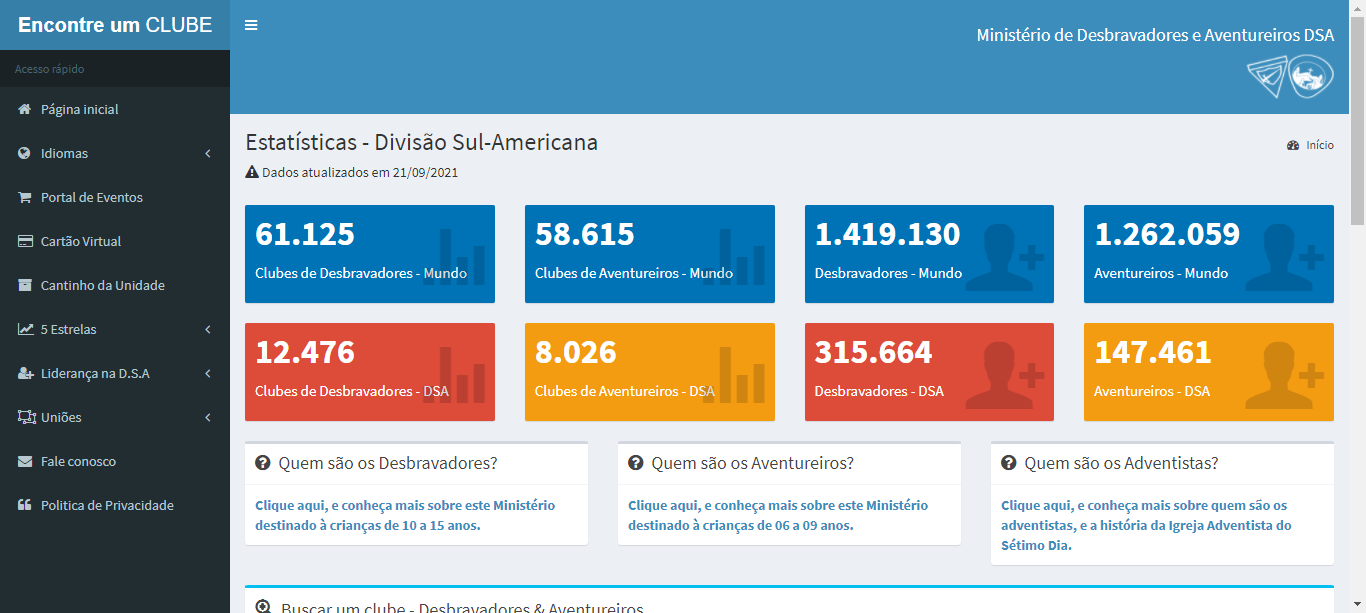 Encontre um CLUBE
Ministério de Desbravadores e Aventureiros DSA
Acesso rápido
Página inicial
Idiomas
Portal de Eventos
Cartão Virtual
Cantinho da Unidade
5 Estrelas
Liderança na D.S.A
Uniões
Fale conosco
Politica de Privacidade
Estatísticas - Divisão Sul-Americana
Início
Dados atualizados em 21/09/2021
61.125
Clubes de Desbravadores - Mundo
58.615
Clubes de Aventureiros - Mundo
1.419.130
Desbravadores - Mundo
1.262.059
Aventureiros - Mundo
12.476
Clubes de Desbravadores - DSA
8.026
Clubes de Aventureiros - DSA
315.664
Desbravadores - DSA
147.461
Aventureiros - DSA
Quem são os Desbravadores?
Clique aqui, e conheça mais sobre este Ministério
destinado à crianças de 10 a 15 anos.
Quem são os Aventureiros?
Clique aqui, e conheça mais sobre este Ministério
destinado à crianças de 06 a 09 anos.
Quem são os Adventistas?
Clique aqui, e conheça mais sobre quem são os
adventistas, e a história da Igreja Adventista do
Sétimo Dia.
Buscar um clube - Desbravadores & Aventureiros